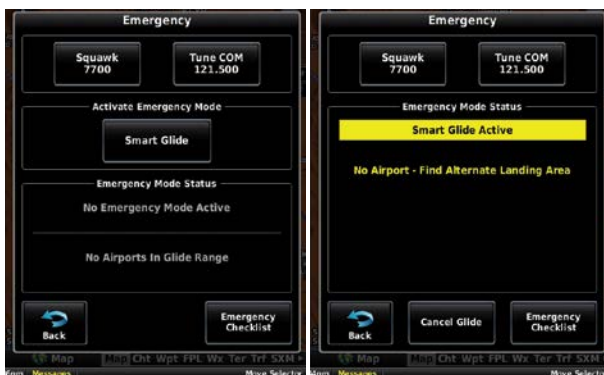 Emergency
Squawk
7700
Tune COM
121.500
Activate Emergency Mode
Smart Glide
Emergency Mode Status
No Emergency Mode Active
No Airports In Glide Range
Back
Emergency
Checklist
Map Map Cht Wpt FPL Wx Ter Trf SXM
Messages
Move Selector
Emergency
Squawk
7700
Tune COM
121.500
Emergency Mode Status
Smart Glide Active
No Airport - Find Alternate Landing Area
Back
Cancel Glide
Emergency
Checklist
Map Map Cht Wpt FPL Wx Ter Trf SXM
Messages
Move Selector